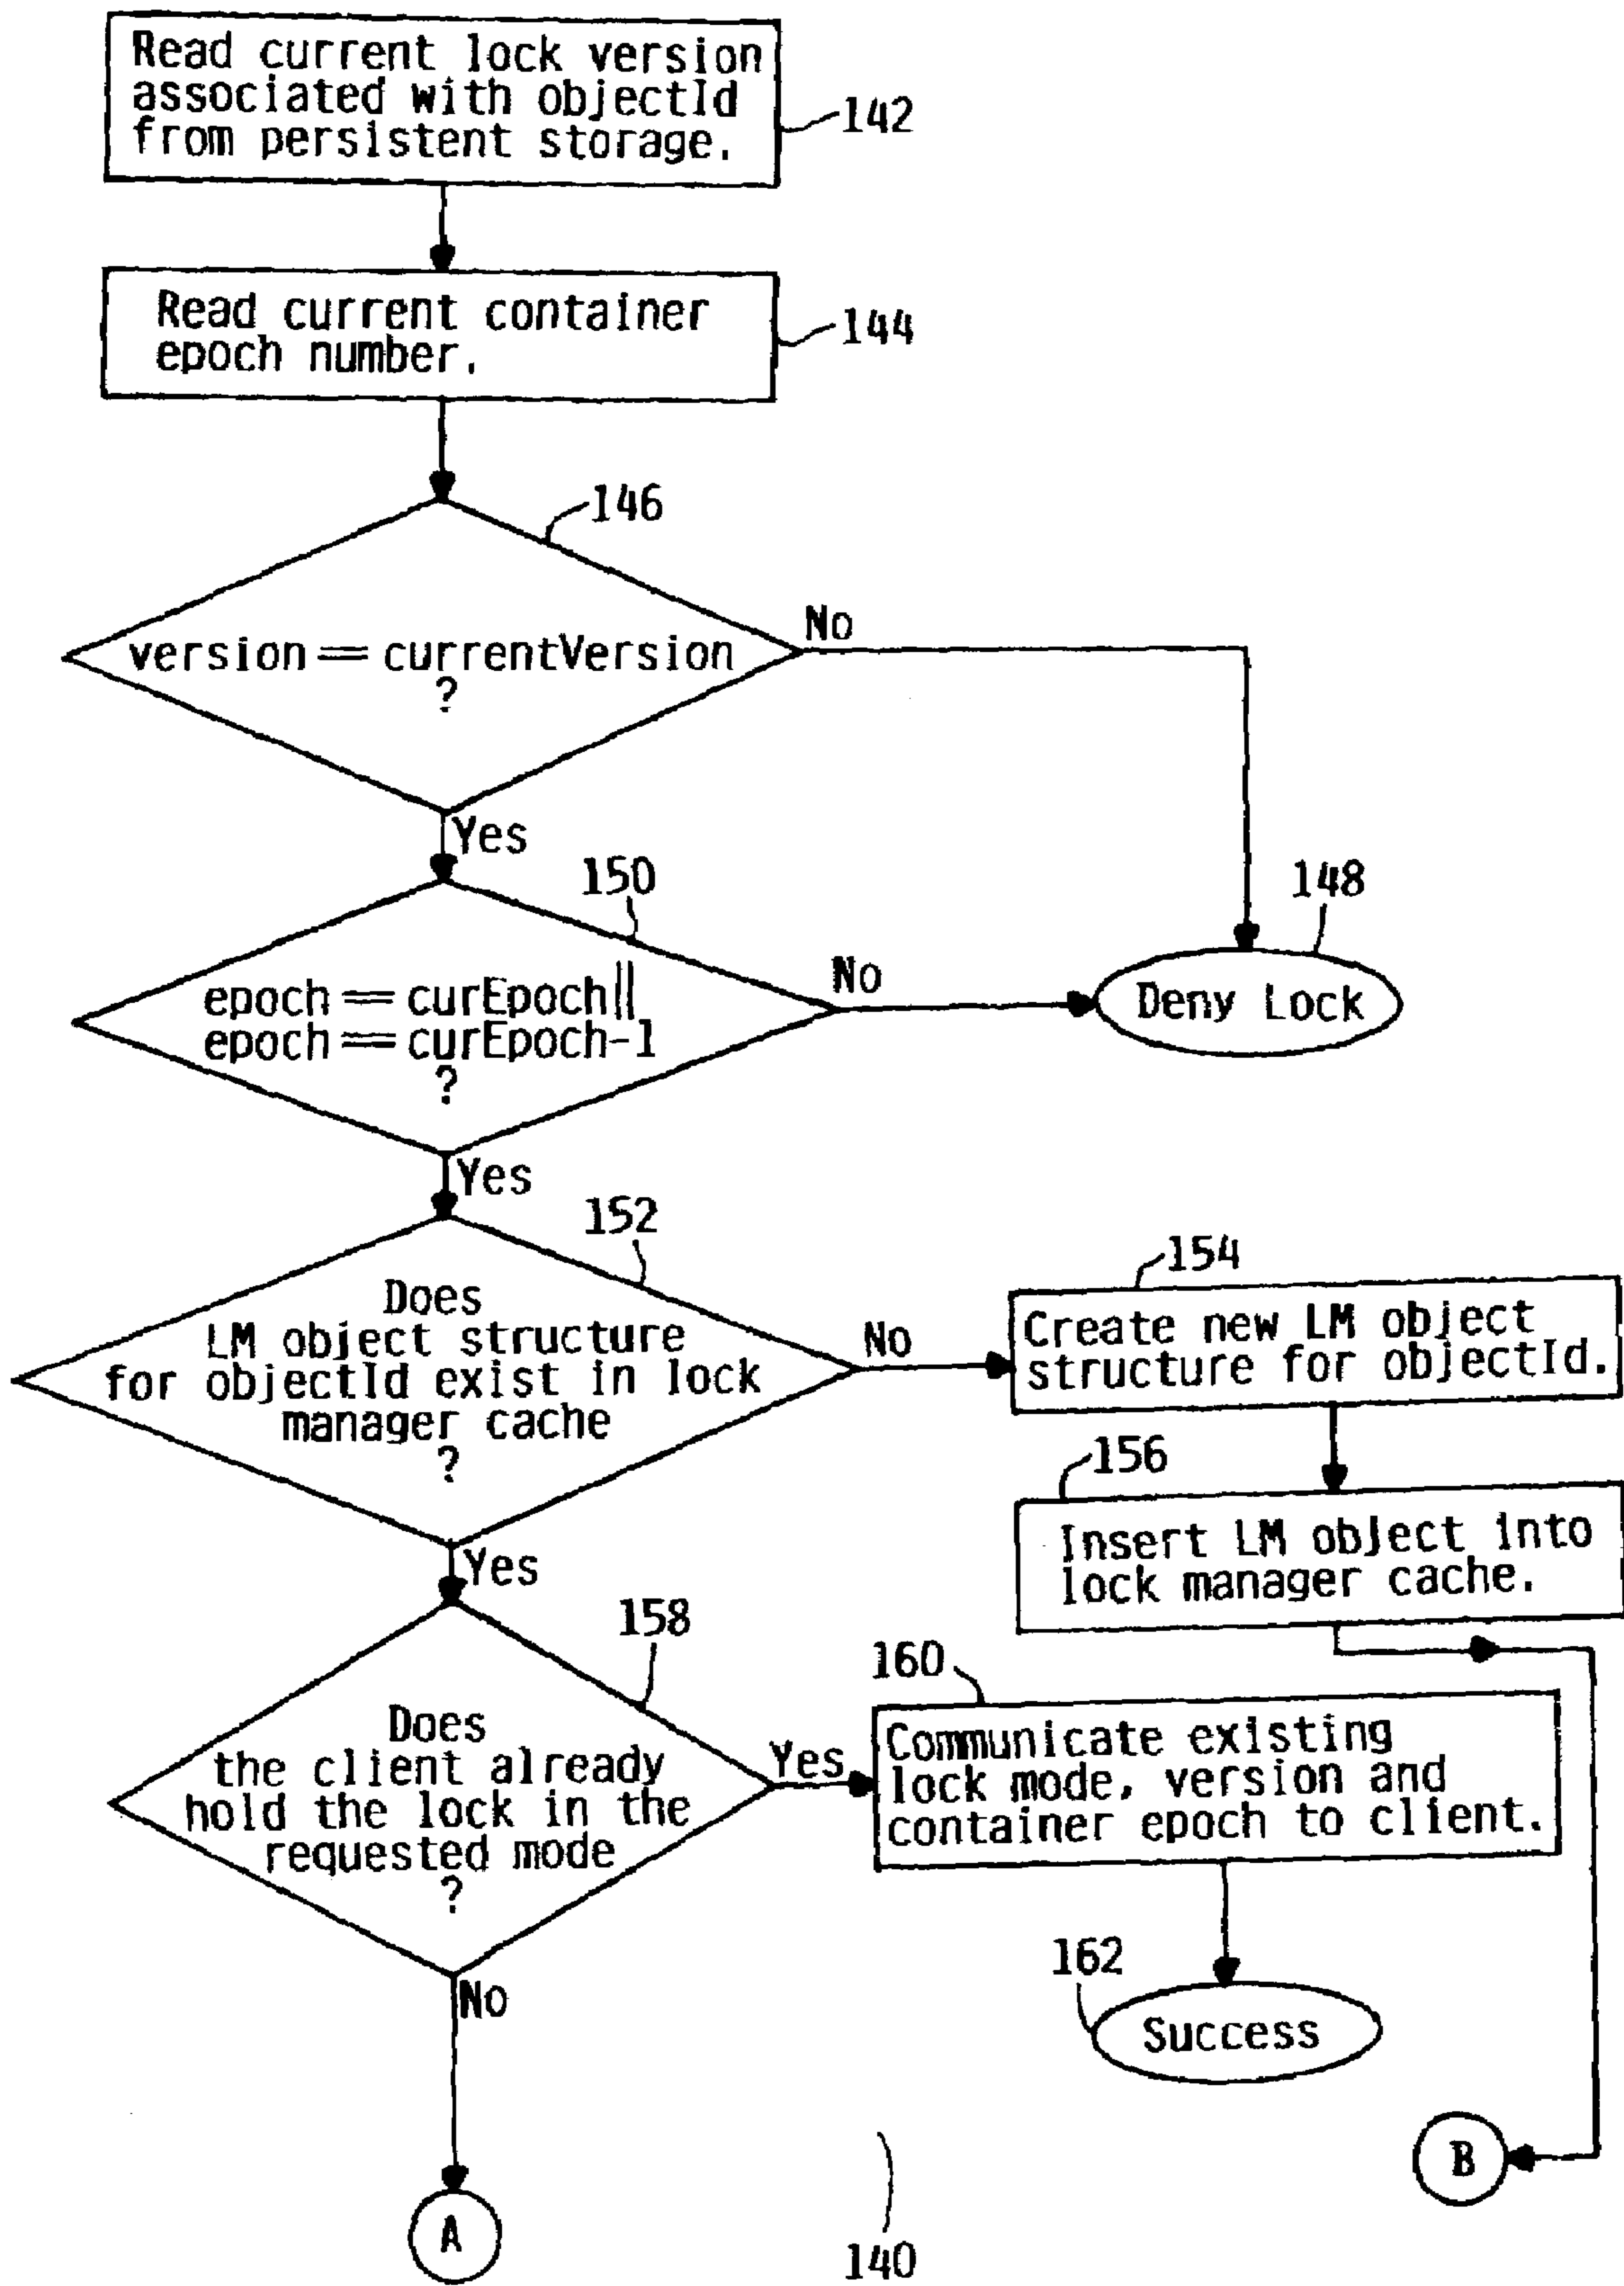 Read current lock version
associated with objectId
from persistent storage.
142
Read current container
epoch number.
144
146
version == currentVersion
?
No
Yes
150
148
epoch == curEpoch||
epoch == curEpoch-1
?
No
Deny Lock
Yes
152
Does
LM object structure
for objectId exist in lock
manager cache
?
No
154
Create new LM object
structure for objectId.
156
Insert LM object into
lock manager cache.
Yes
158
Does
the client already
hold the lock in the
requested mode
?
Yes
160
Communicate existing
lock mode, version and
container epoch to client.
162
Success
No
B
A
140